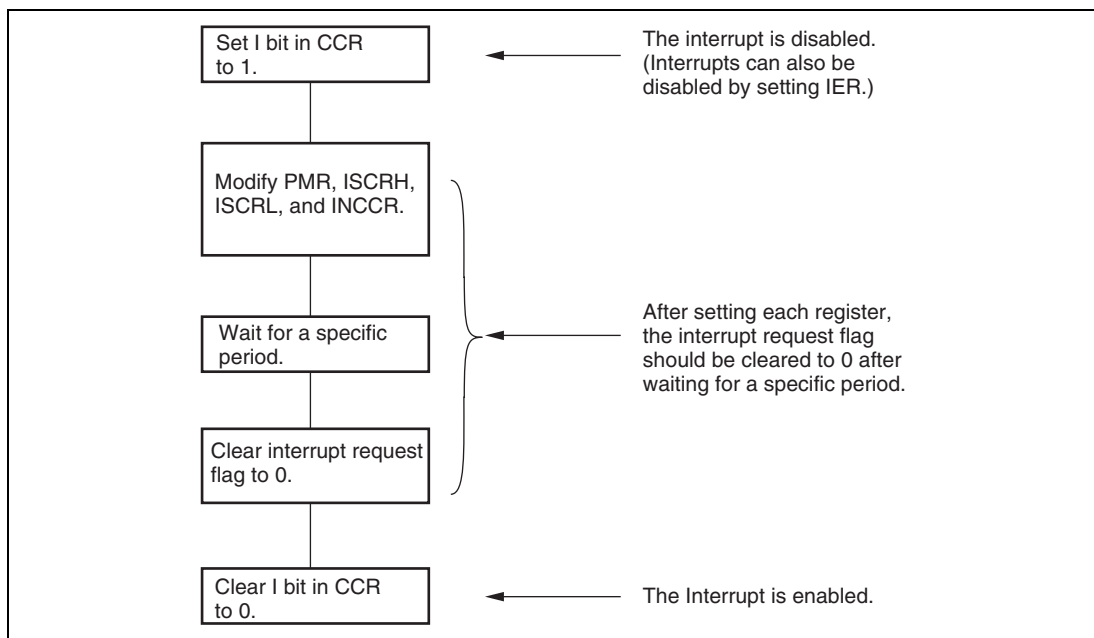 Set I bit in CCR
to 1.
The interrupt is disabled.
(Interrupts can also be
disabled by setting IER.)
Modify PMR, ISCRH,
ISCRL, and INCCR.
Wait for a specific
period.
After setting each register,
the interrupt request flag
should be cleared to 0 after
waiting for a specific period.
Clear interrupt request
flag to 0.
Clear I bit in CCR
to 0.
The Interrupt is enabled.